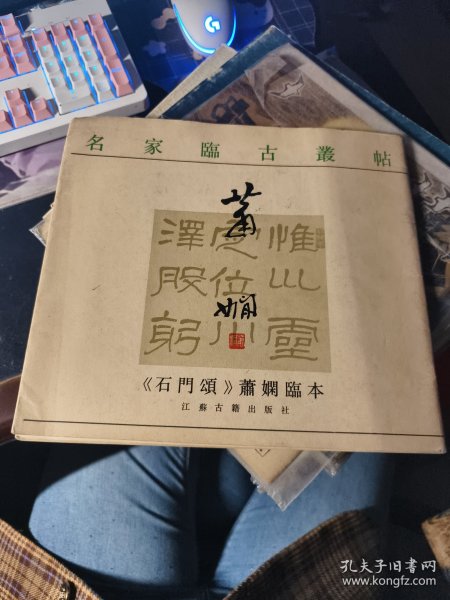 名家臨古叢帖
蕭嫻
惟巛靈
定位川
澤股躬
《石門頌》蕭嫻臨本
江蘇古籍出版社
孔夫子旧书网
www.kongfz.com